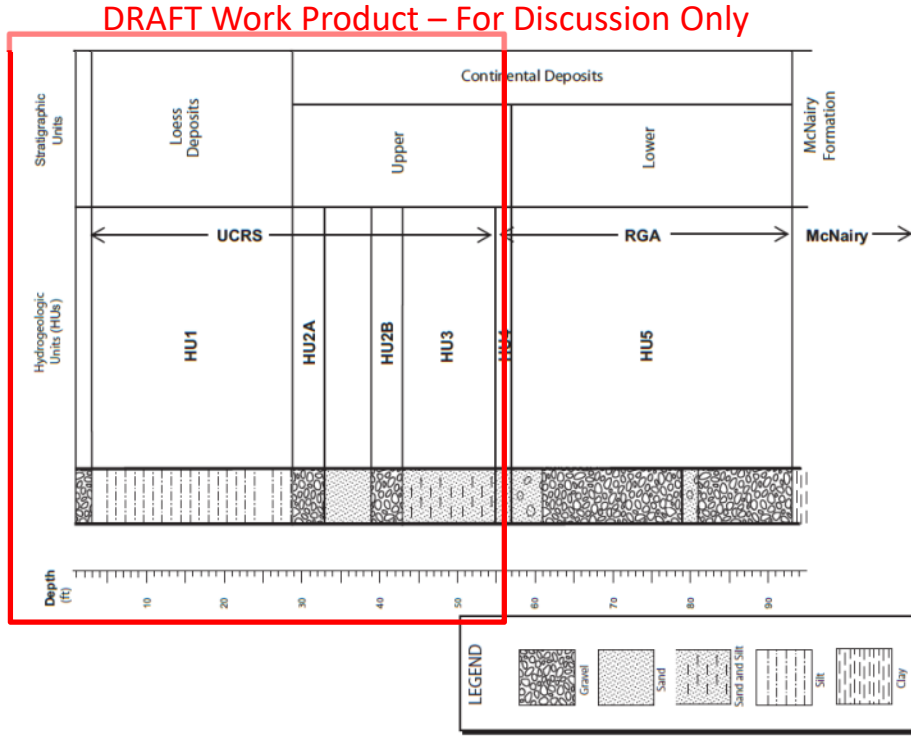 DRAFT Work Product – For Discussion Only
Stratigraphic
Units
Loess
Deposits
Continental Deposits
Upper
Lower
McNairy
Formation
Hydrogeologic
Units (HUs)
UCRS
RGA
McNairy
HU1
HU2A
HU2B
HU3
HU4
HU5
Depth
(ft)
10
20
30
40
50
60
70
80
90
LEGEND
Gravel
Sand
Sand and Silt
Silt
Clay